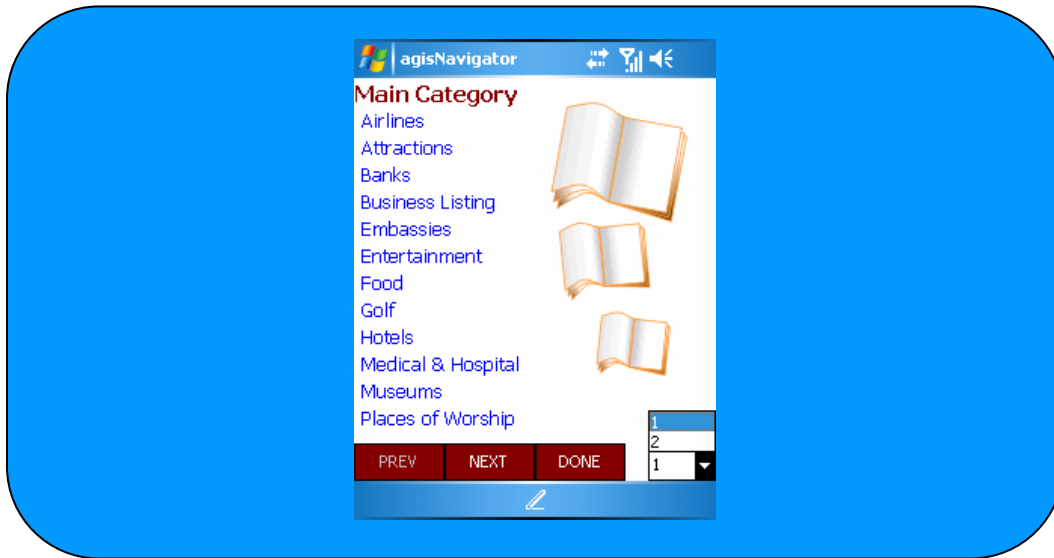 agisNavigator
Main Category
Airlines
Attractions
Banks
Business Listing
Embassies
Entertainment
Food
Golf
Hotels
Medical & Hospital
Museums
Places of Worship
1
2
PREV NEXT DONE 1